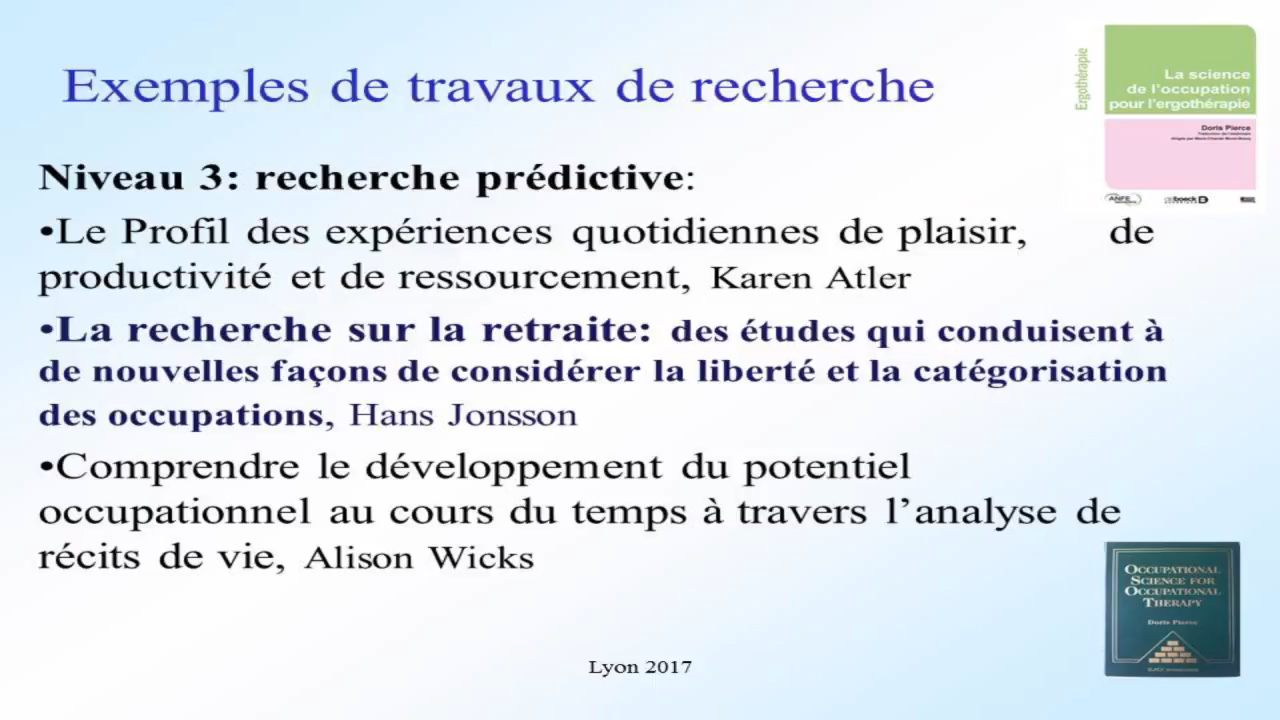 Exemples de travaux de recherche
Ergothérapie
La science
de l'occupation
pour l'ergothérapie
Doris Pierce
ANFE
deboeck
Niveau 3: recherche prédictive:
•Le Profil des expériences quotidiennes de plaisir, de
productivité et de ressourcement, Karen Atler
•La recherche sur la retraite: des études qui conduisent à
de nouvelles façons de considérer la liberté et la catégorisation
des occupations, Hans Jonsson
•Comprendre le développement du potentiel
occupationnel au cours du temps à travers l’analyse de
récits de vie, Alison Wicks
OCCUPATIONAL
SCIENCE FOR
OCCUPATIONAL
THERAPY
Doris Pierce
Lyon 2017